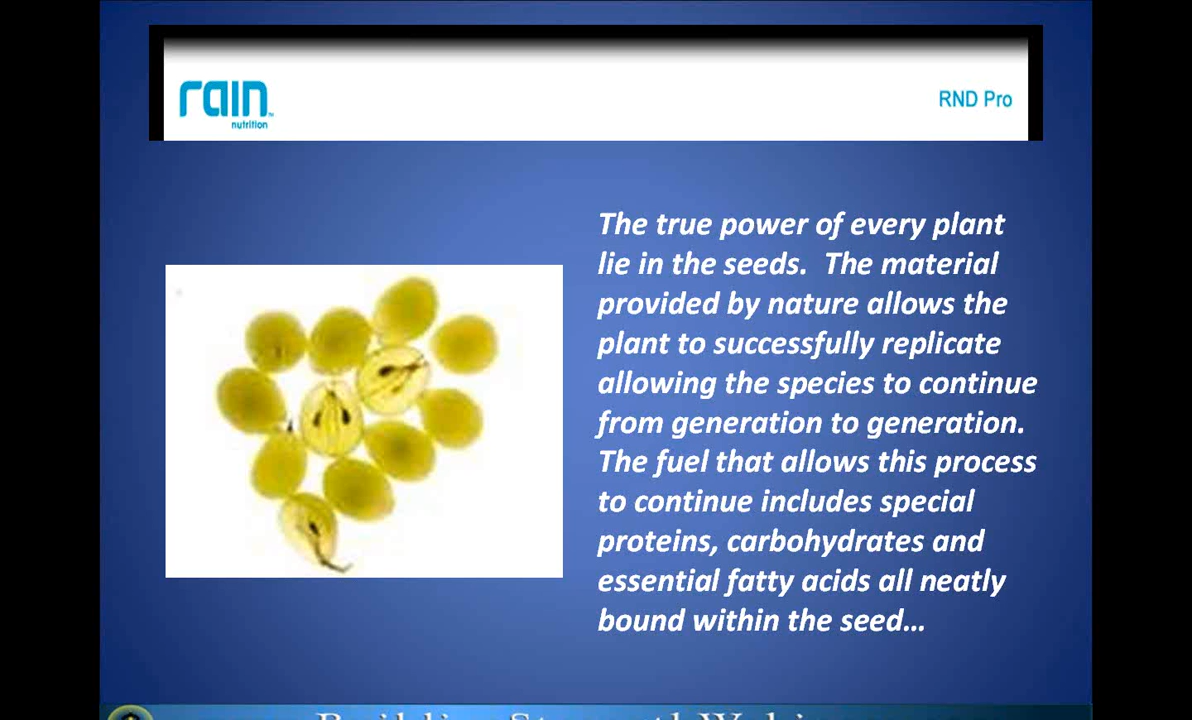 rain
nutrition
RND Pro
The true power of every plant
lie in the seeds. The material
provided by nature allows the
plant to successfully replicate
allowing the species to continue
from generation to generation.
The fuel that allows this process
to continue includes special
proteins, carbohydrates and
essential fatty acids all neatly
bound within the seed...